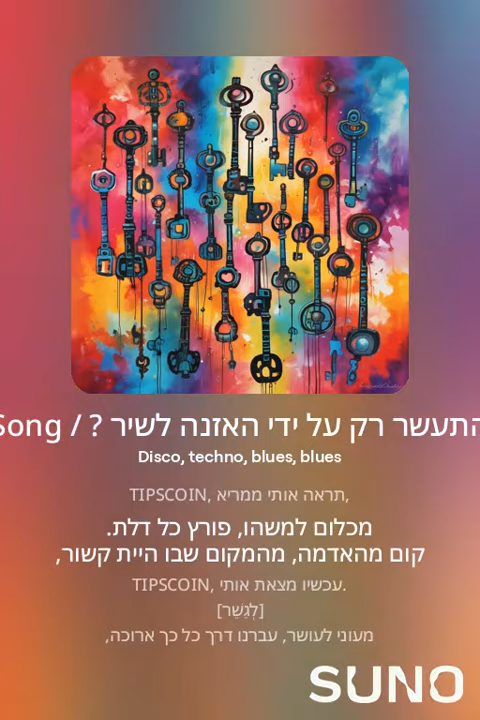 התעשר רק על ידי האזנה לשיר ? / Song
Disco, techno, blues, blues
TIPSCOIN, תראה אותי ממריא,
מכלום למשהו, פורץ כל דלת.
קום מהאדמה, מהמקום שבו היית קשור,
TIPSCOIN, עכשיו מצאת אותי.
[לְגַשֵׁר]
מעוני לעושר, עברנו דרך כל כך ארוכה,
SUNO